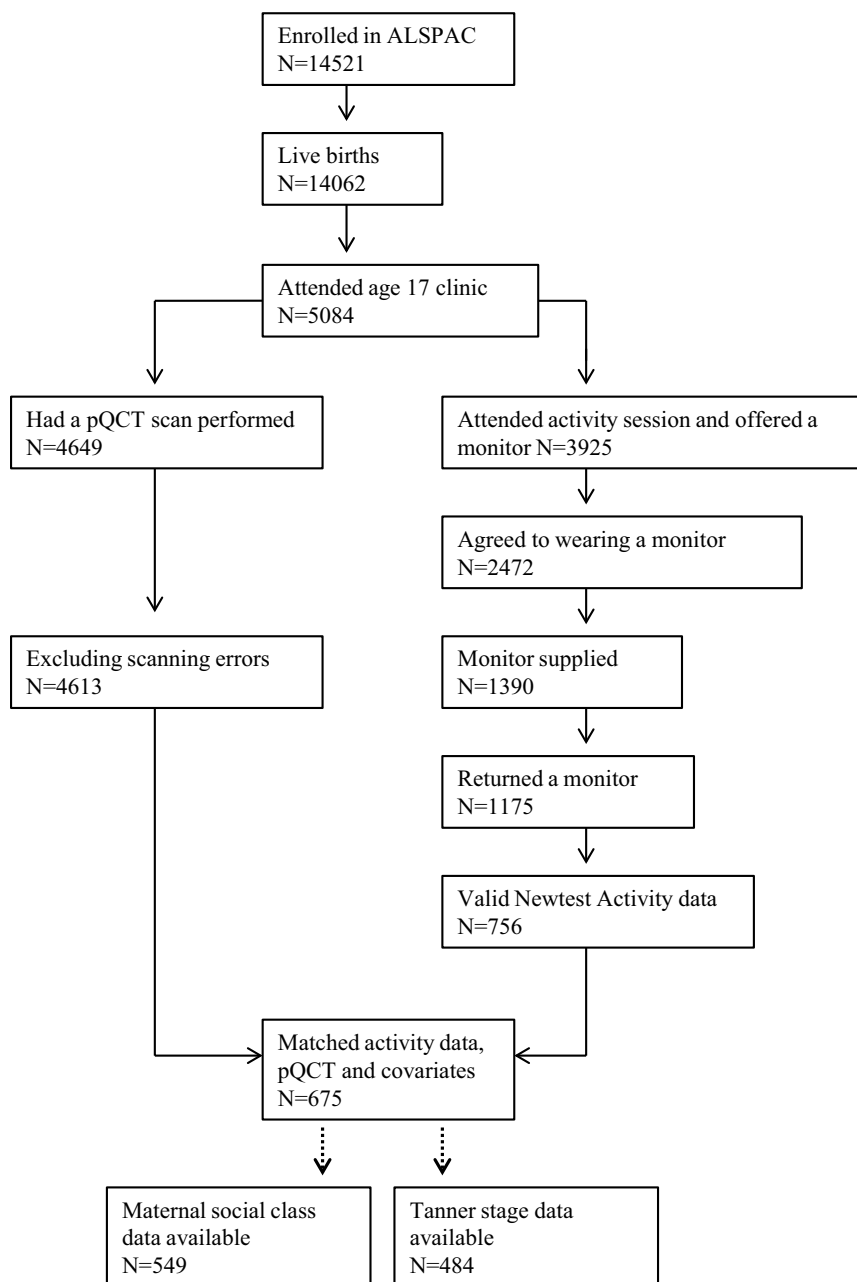 Enrolled in ALSPAC
N=14521
Live births
N=14062
Attended age 17 clinic
N=5084
Had a pQCT scan performed
N=4649
Attended activity session and offered a
monitor N=3925
Agreed to wearing a monitor
N=2472
Excluding scanning errors
N=4613
Monitor supplied
N=1390
Returned a monitor
N=1175
Valid Newtest Activity data
N=756
Matched activity data,
pQCT and covariates
N=675
Maternal social class
data available
N=549
Tanner stage data
available
N=484